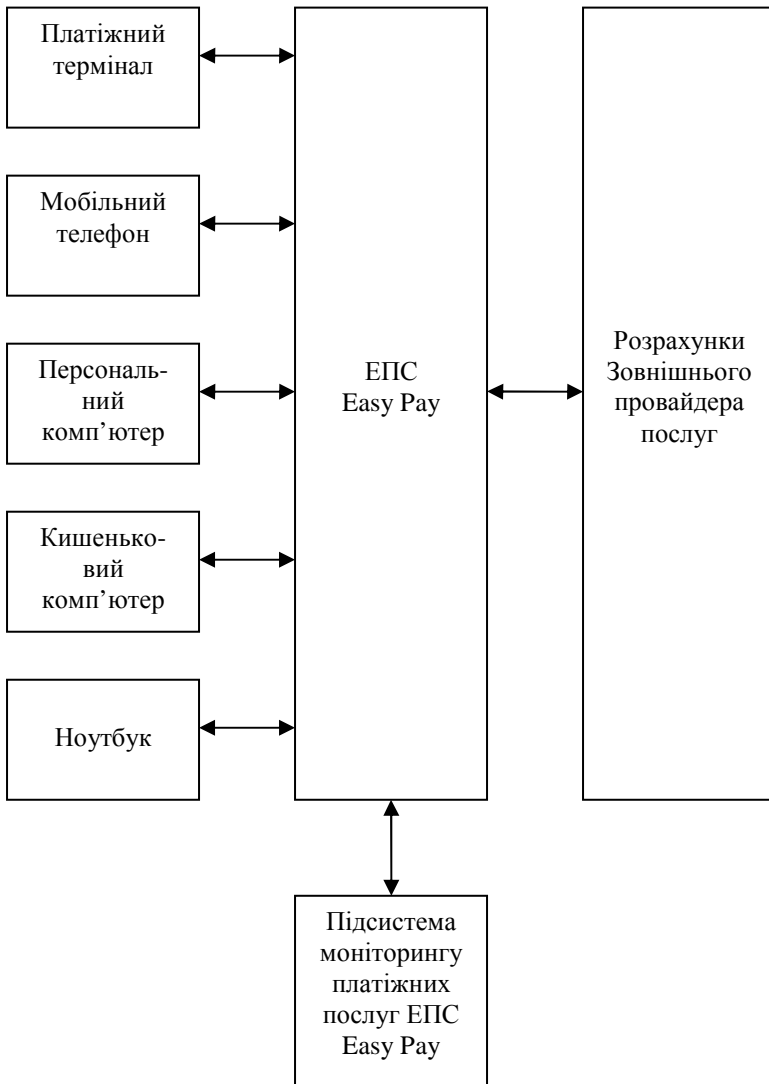 Платіжний
термінал
Мобільний
телефон
Персональ-
ний
комп’ютер
Кишенько-
вий
комп’ютер
Ноутбук
ЕПС
Easy Pay
Розрахунки
Зовнішнього
провайдера
послуг
Підсистема
моніторингу
платіжних
послуг ЕПС
Easy Pay